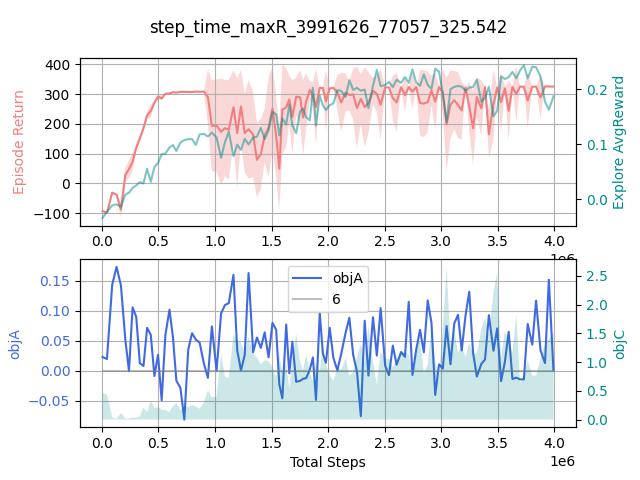 step_time_maxR_3991626_77057_325.542
400
300
200
100
0
−100
Episode Return
0.2
0.1
0.0
Explore AvgReward
0.0 0.5 1.0 1.5 2.0 2.5 3.0 3.5 4.0
1e6
0.15
0.10
0.05
0.00
−0.05
objA
objA
6
2.5
2.0
1.5
1.0
0.5
0.0
objC
0.0 0.5 1.0 1.5 2.0 2.5 3.0 3.5 4.0
Total Steps
1e6